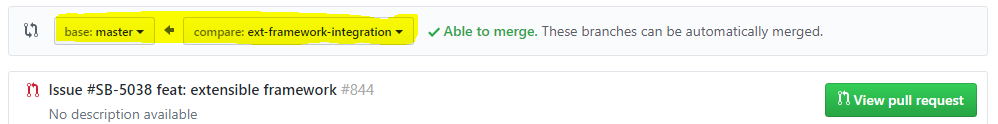 base: master compare: ext-framework-integration Able to merge. These branches can be automatically merged.
Issue #SB-5038 feat: extensible framework #844
View pull request
No description available